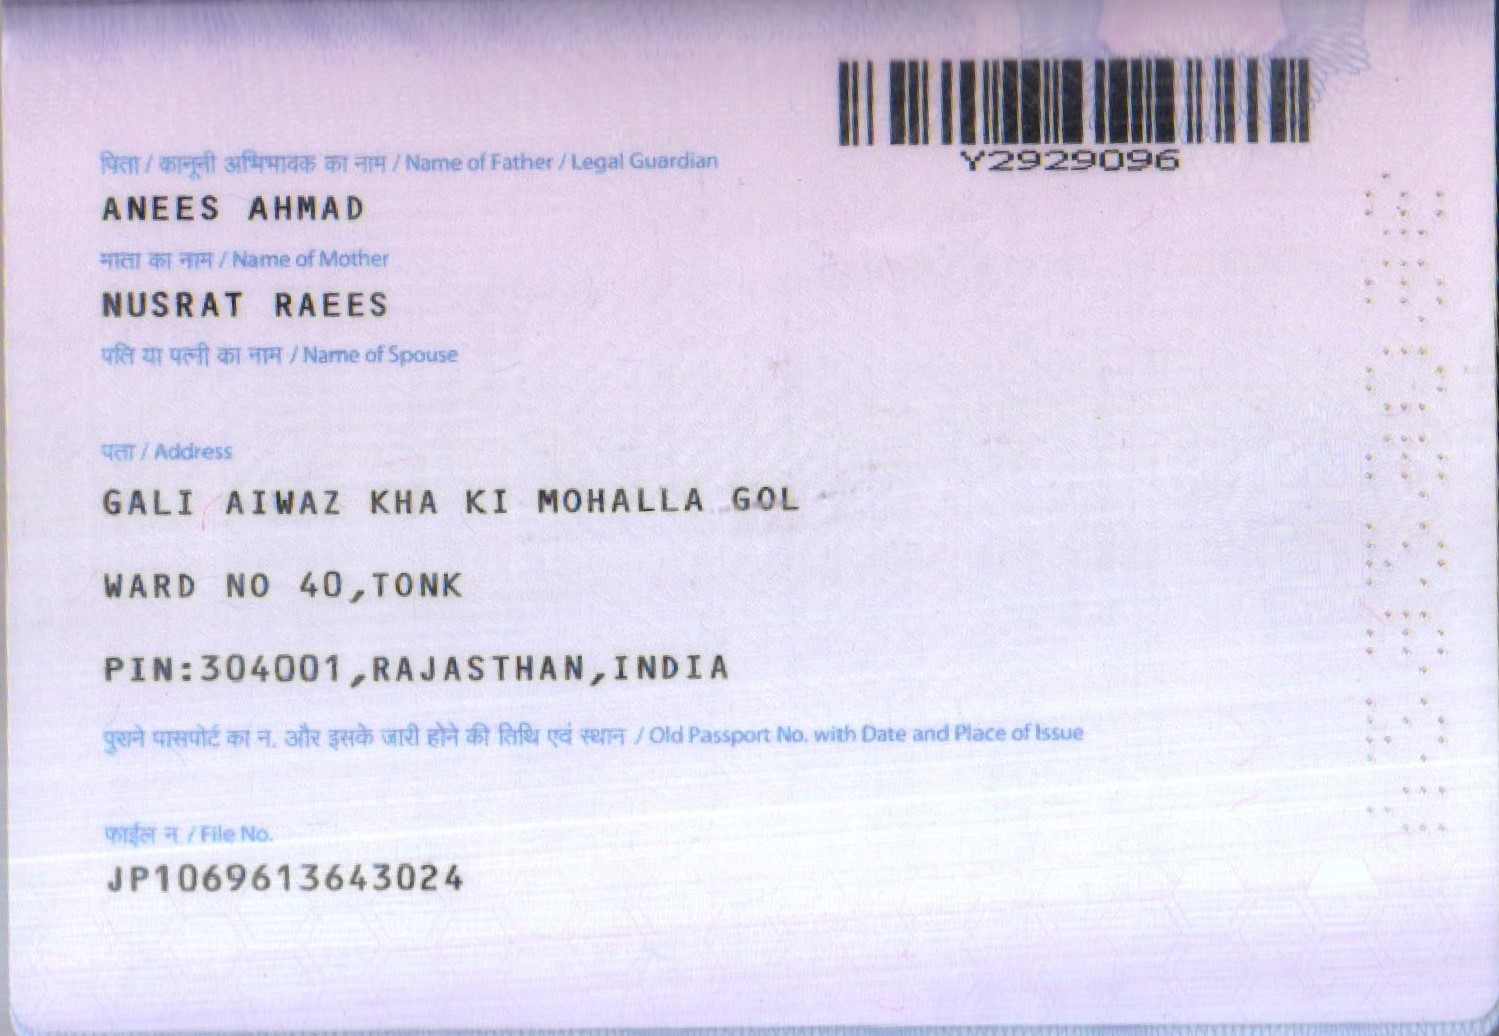 Y2929096
पिता / कानूनी अभिभावक का नाम / Name of Father / Legal Guardian
ANEES AHMAD
माता का नाम / Name of Mother
NUSRAT RAEES
पति या पत्नी का नाम / Name of Spouse
पता / Address
GALI AIWAZ KHA KI MOHALLA GOL
WARD NO 40,TONK
PIN:304001,RAJASTHAN,INDIA
पुराने पासपोर्ट का न. और इसके जारी होने की तिथि एवं स्थान / Old Passport No. with Date and Place of Issue
फाईल न / File No.
JP1069613643024